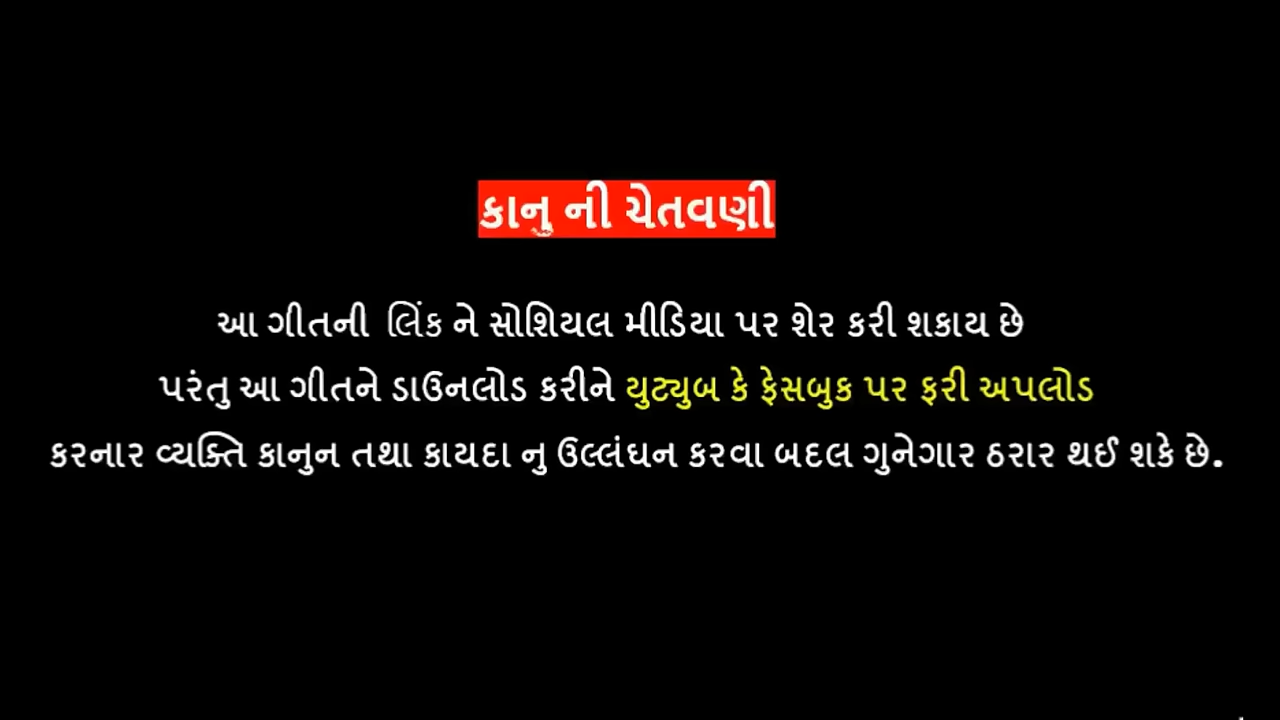 કાનુ ની ચેતવણી
આ ગીતની લિંક ને સોશિયલ મીડિયા પર શેર કરી શકાય છે
પરંતુ આ ગીતને ડાઉનલોડ કરીને યુટ્યુબ કે ફેસબુક પર ફરી અપલોડ
કરનાર વ્યક્તિ કાનુન તથા કાયદા નુ ઉલ્લંઘન કરવા બદલ ગુનેગાર ઠરાર થઈ શકે છે.